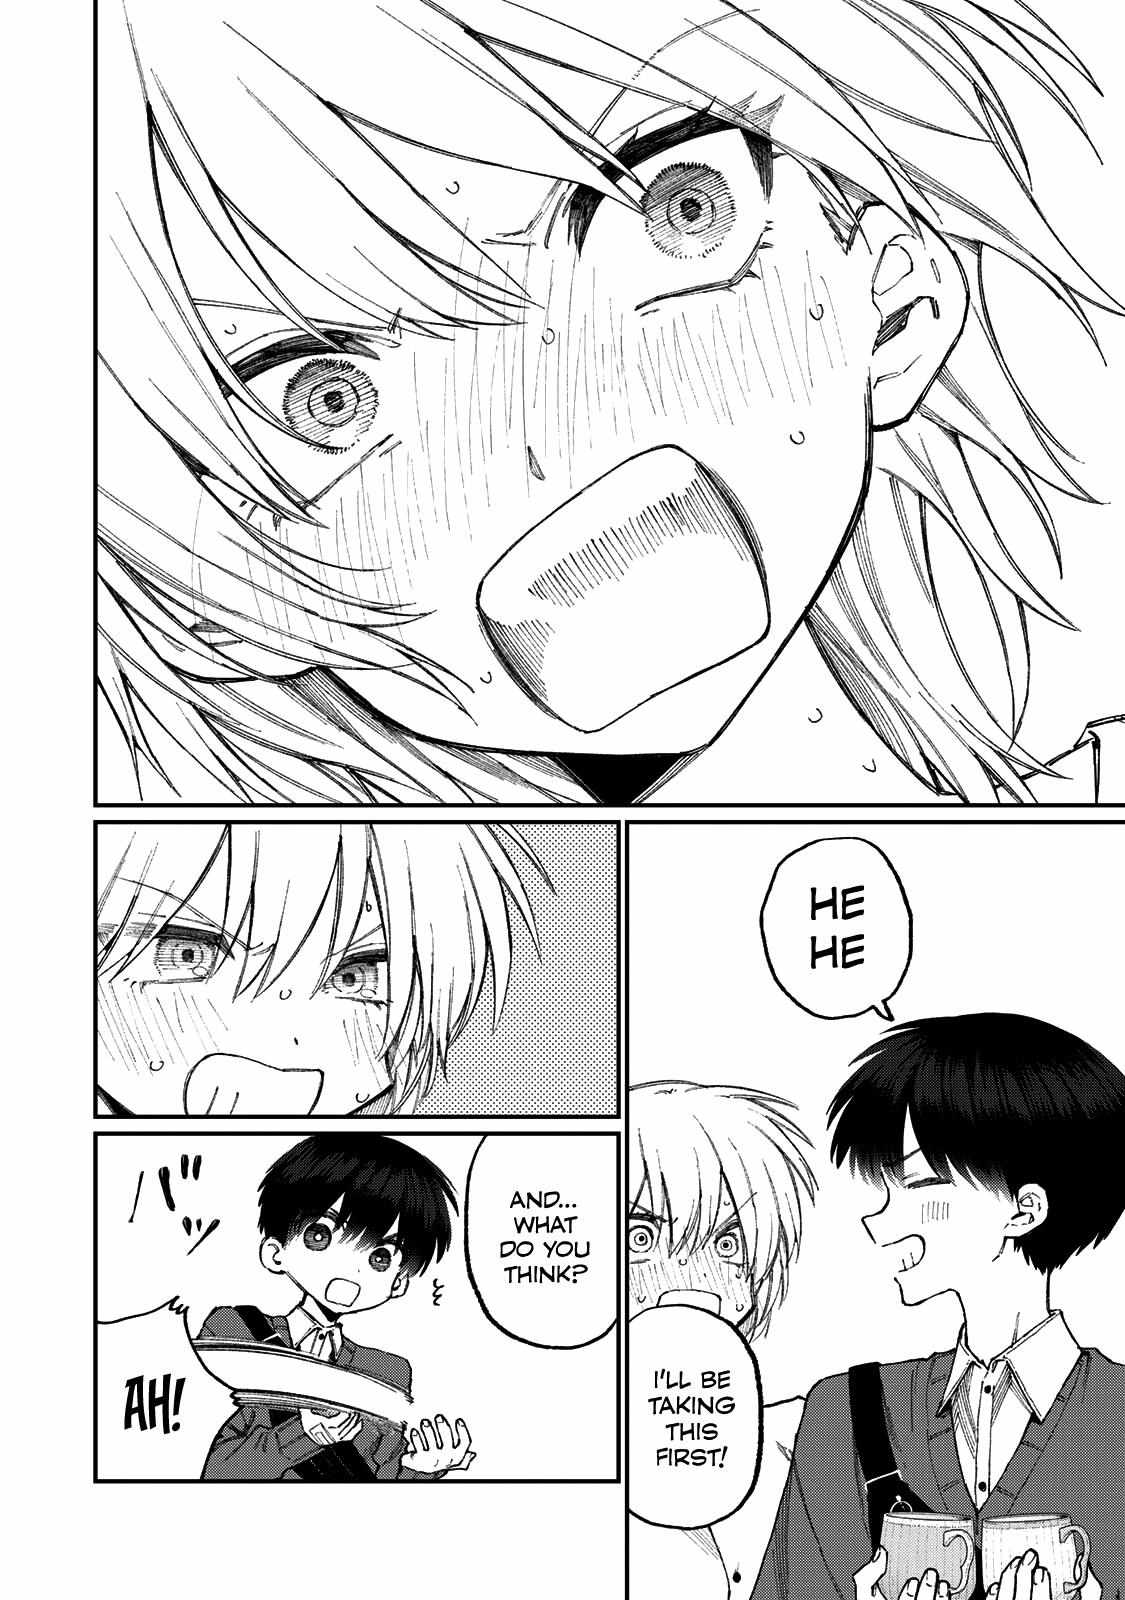 HE
HE
I'LL BE
TAKING
THIS
FIRST!
AND...
WHAT
DO YOU
THINK?
バッ
AH!